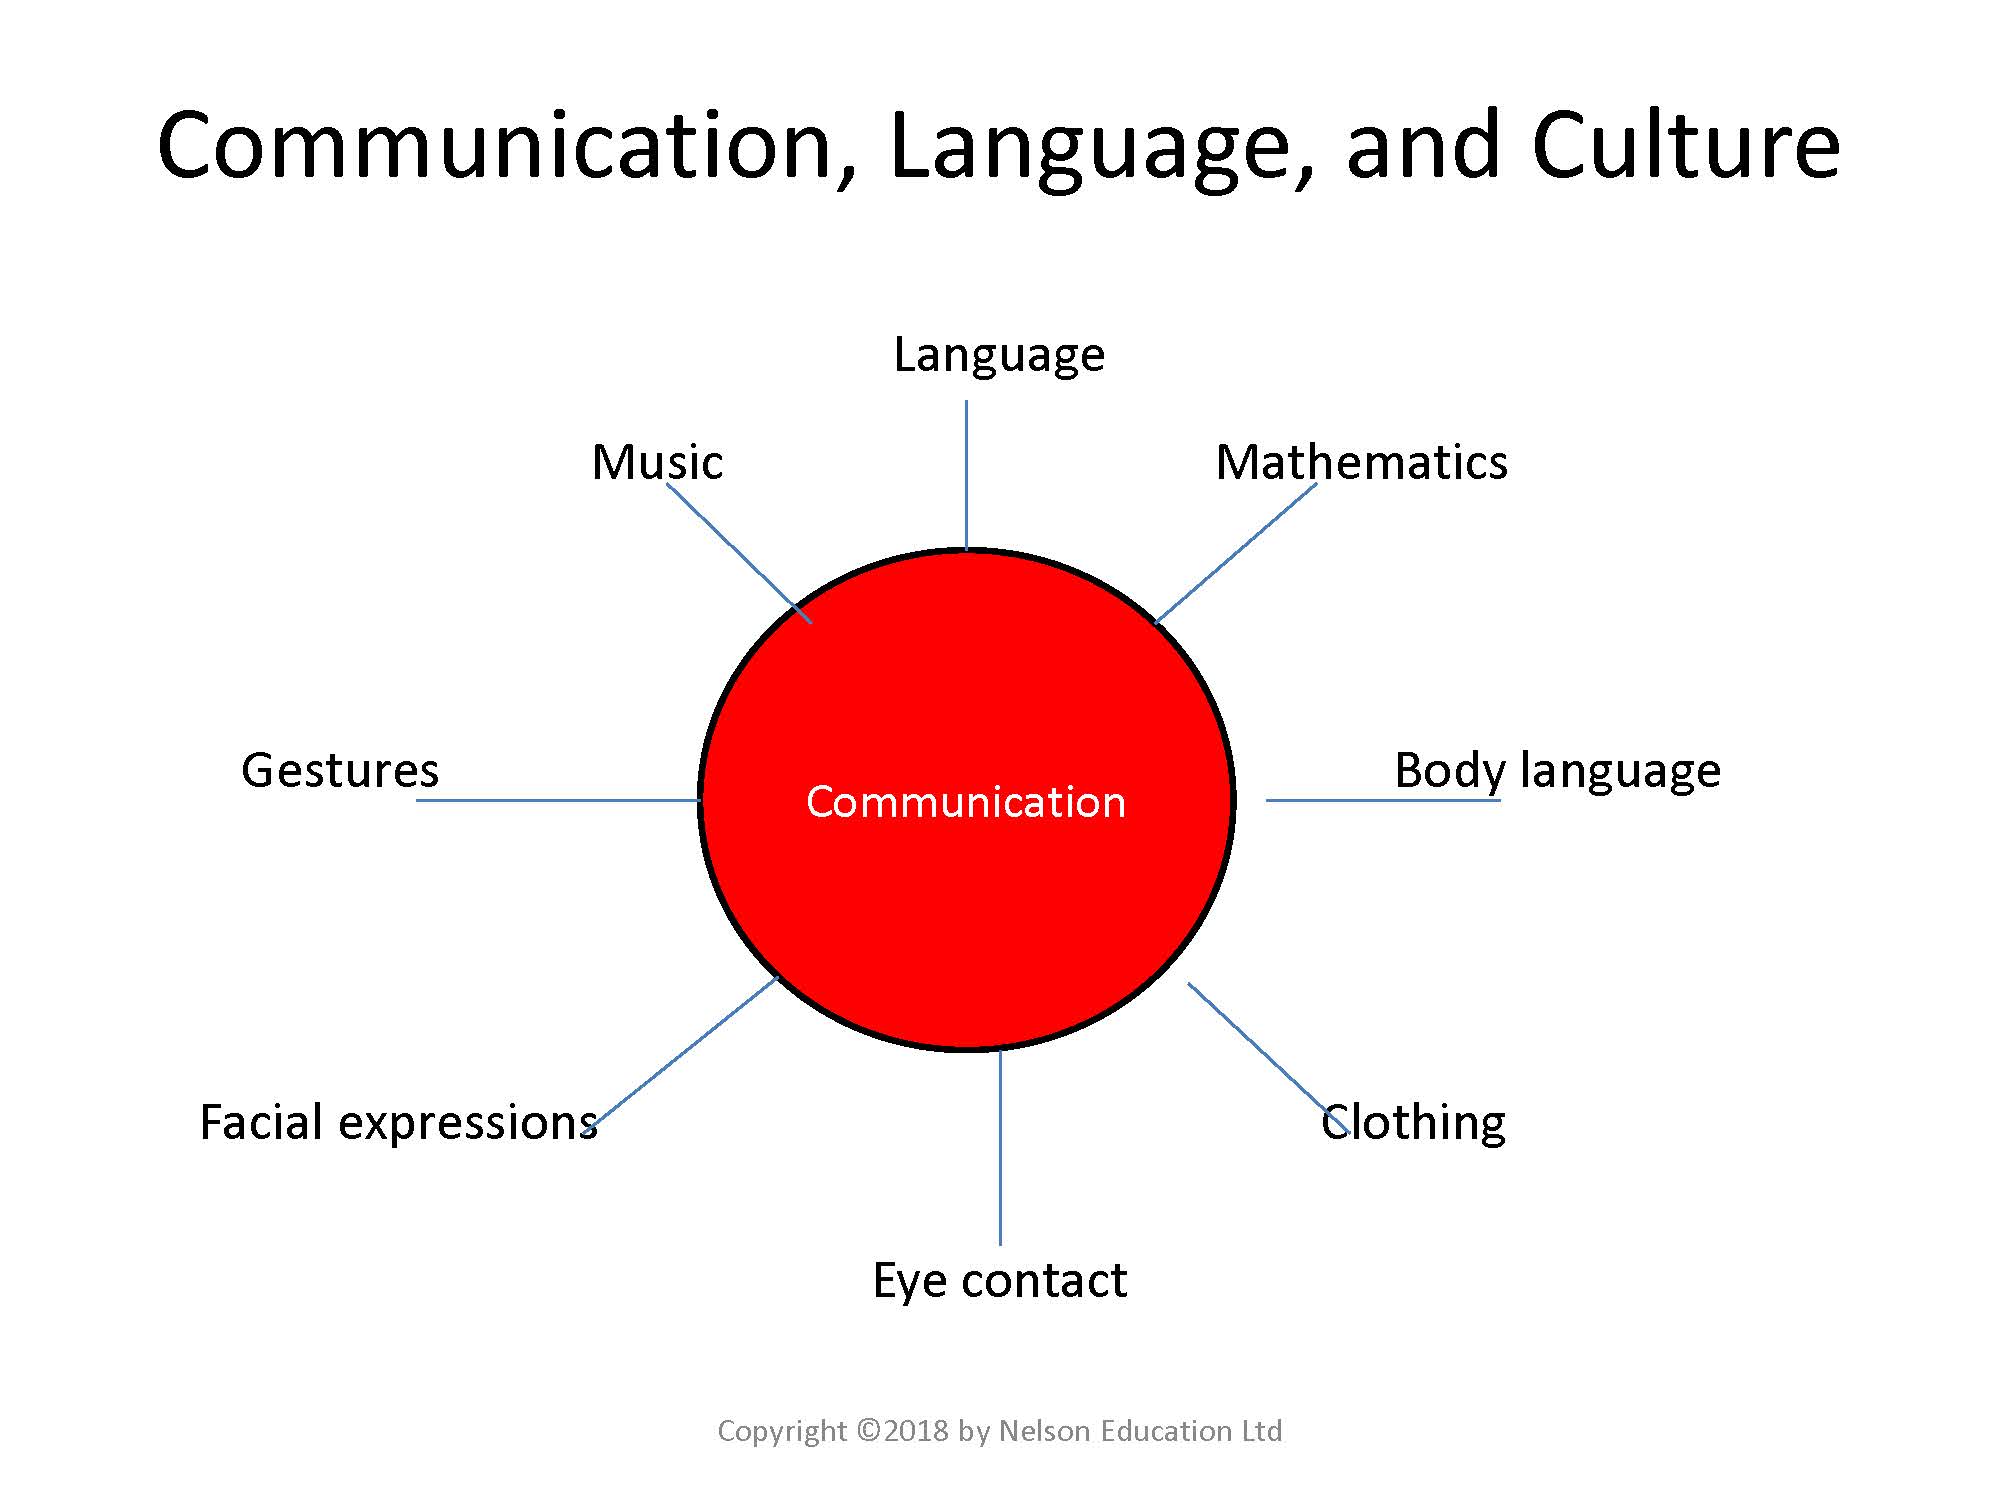 Communication, Language, and Culture
Language
Music
Mathematics
Gestures
Body language
Communication
Facial expressions
Clothing
Eye contact
Copyright ©2018 by Nelson Education Ltd